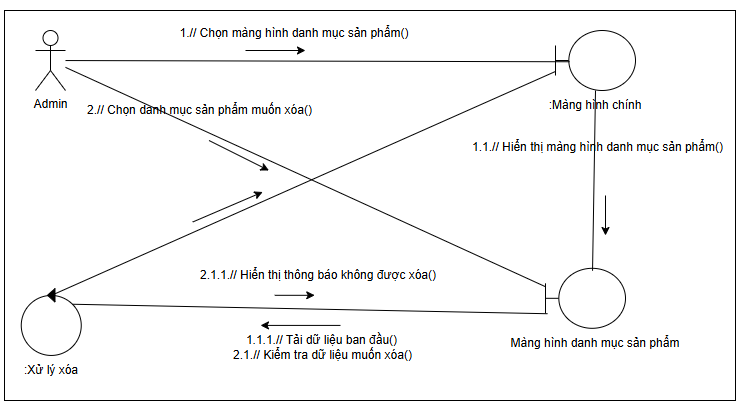 1.// Chọn màng hình danh mục sản phẩm()
Admin
2.// Chọn danh mục sản phẩm muốn xóa()
:Màng hình chính
1.1.// Hiển thị màng hình danh mục sản phẩm()
2.1.1.// Hiển thị thông báo không được xóa()
1.1.1.// Tải dữ liệu ban đầu()
2.1.// Kiểm tra dữ liệu muốn xóa()
Màng hình danh mục sản phẩm
:Xử lý xóa